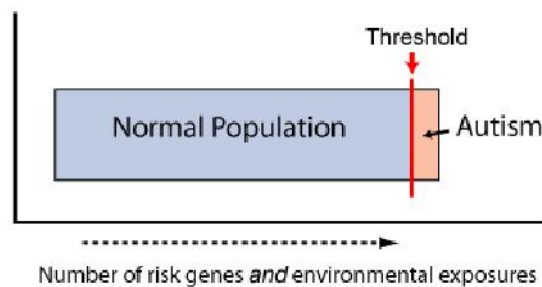 Threshold
Normal Population
Autism
Number of risk genes and environmental exposures